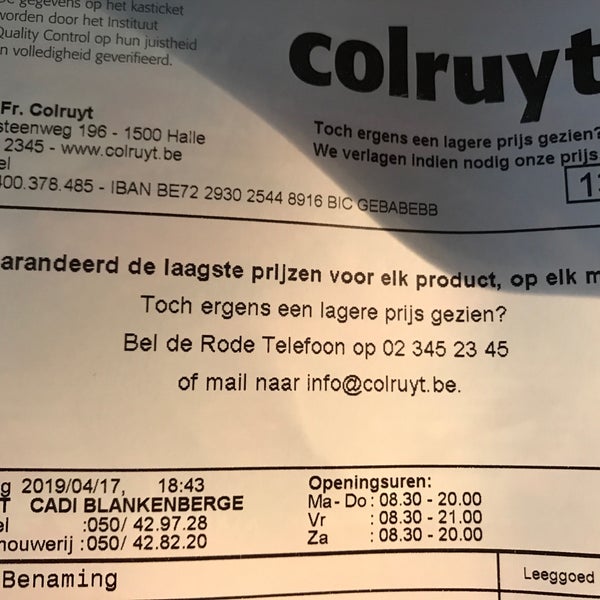 gegevens op het kasticket
worden door het Instituut
Quality Control op hun juistheid
n volledigheid geverifieerd.
colruyt
Fr. Colruyt
steenweg 196 - 1500 Halle
2345 - www.colruyt.be
el
400.378.485 - IBAN BE72 2930 2544 8916 BIC GEBABEBB
Toch ergens een lagere prijs gezien?
We verlagen indien nodig onze prijs
arandeerd de laagste prijzen voor elk product, op elk m
Toch ergens een lagere prijs gezien?
Bel de Rode Telefoon op 02 345 23 45
of mail naar info@colruyt.be.
g 2019/04/17, 18:43
T CADI BLANKENBERGE
el :050/ 42.97.28
houwerij :050/ 42.82.20
Openingsuren:
Ma- Do : 08.30 - 20.00
Vr : 08.30 - 21.00
Za : 08.30 - 20.00
Benaming
Leeggoed